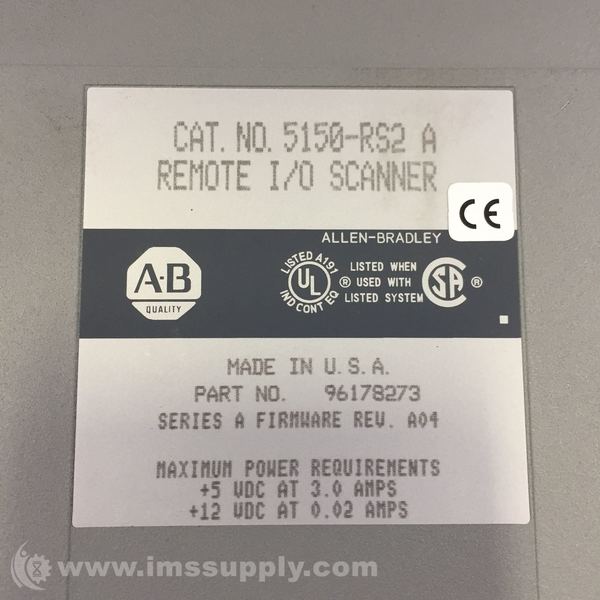 CAT. NO. 5150-RS2 A
REMOTE I/O SCANNER
CE
ALLEN-BRADLEY
A-B
QUALITY
LISTED A191
UL
IND CONT EQ
®
LISTED WHEN
USED WITH
LISTED SYSTEM
SA
®
MADE IN U.S.A.
PART NO. 96178273
SERIES A FIRMWARE REV. A04
MAXIMUM POWER REQUIREMENTS
+5 VDC AT 3.0 AMPS
+12 VDC AT 0.02 AMPS
www.imssupply.com